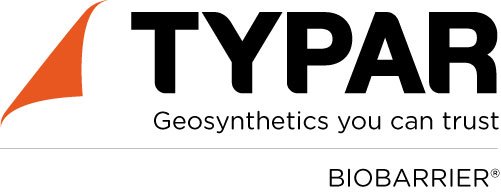 TYPAR
Geosynthetics you can trust
BIOBARRIER®